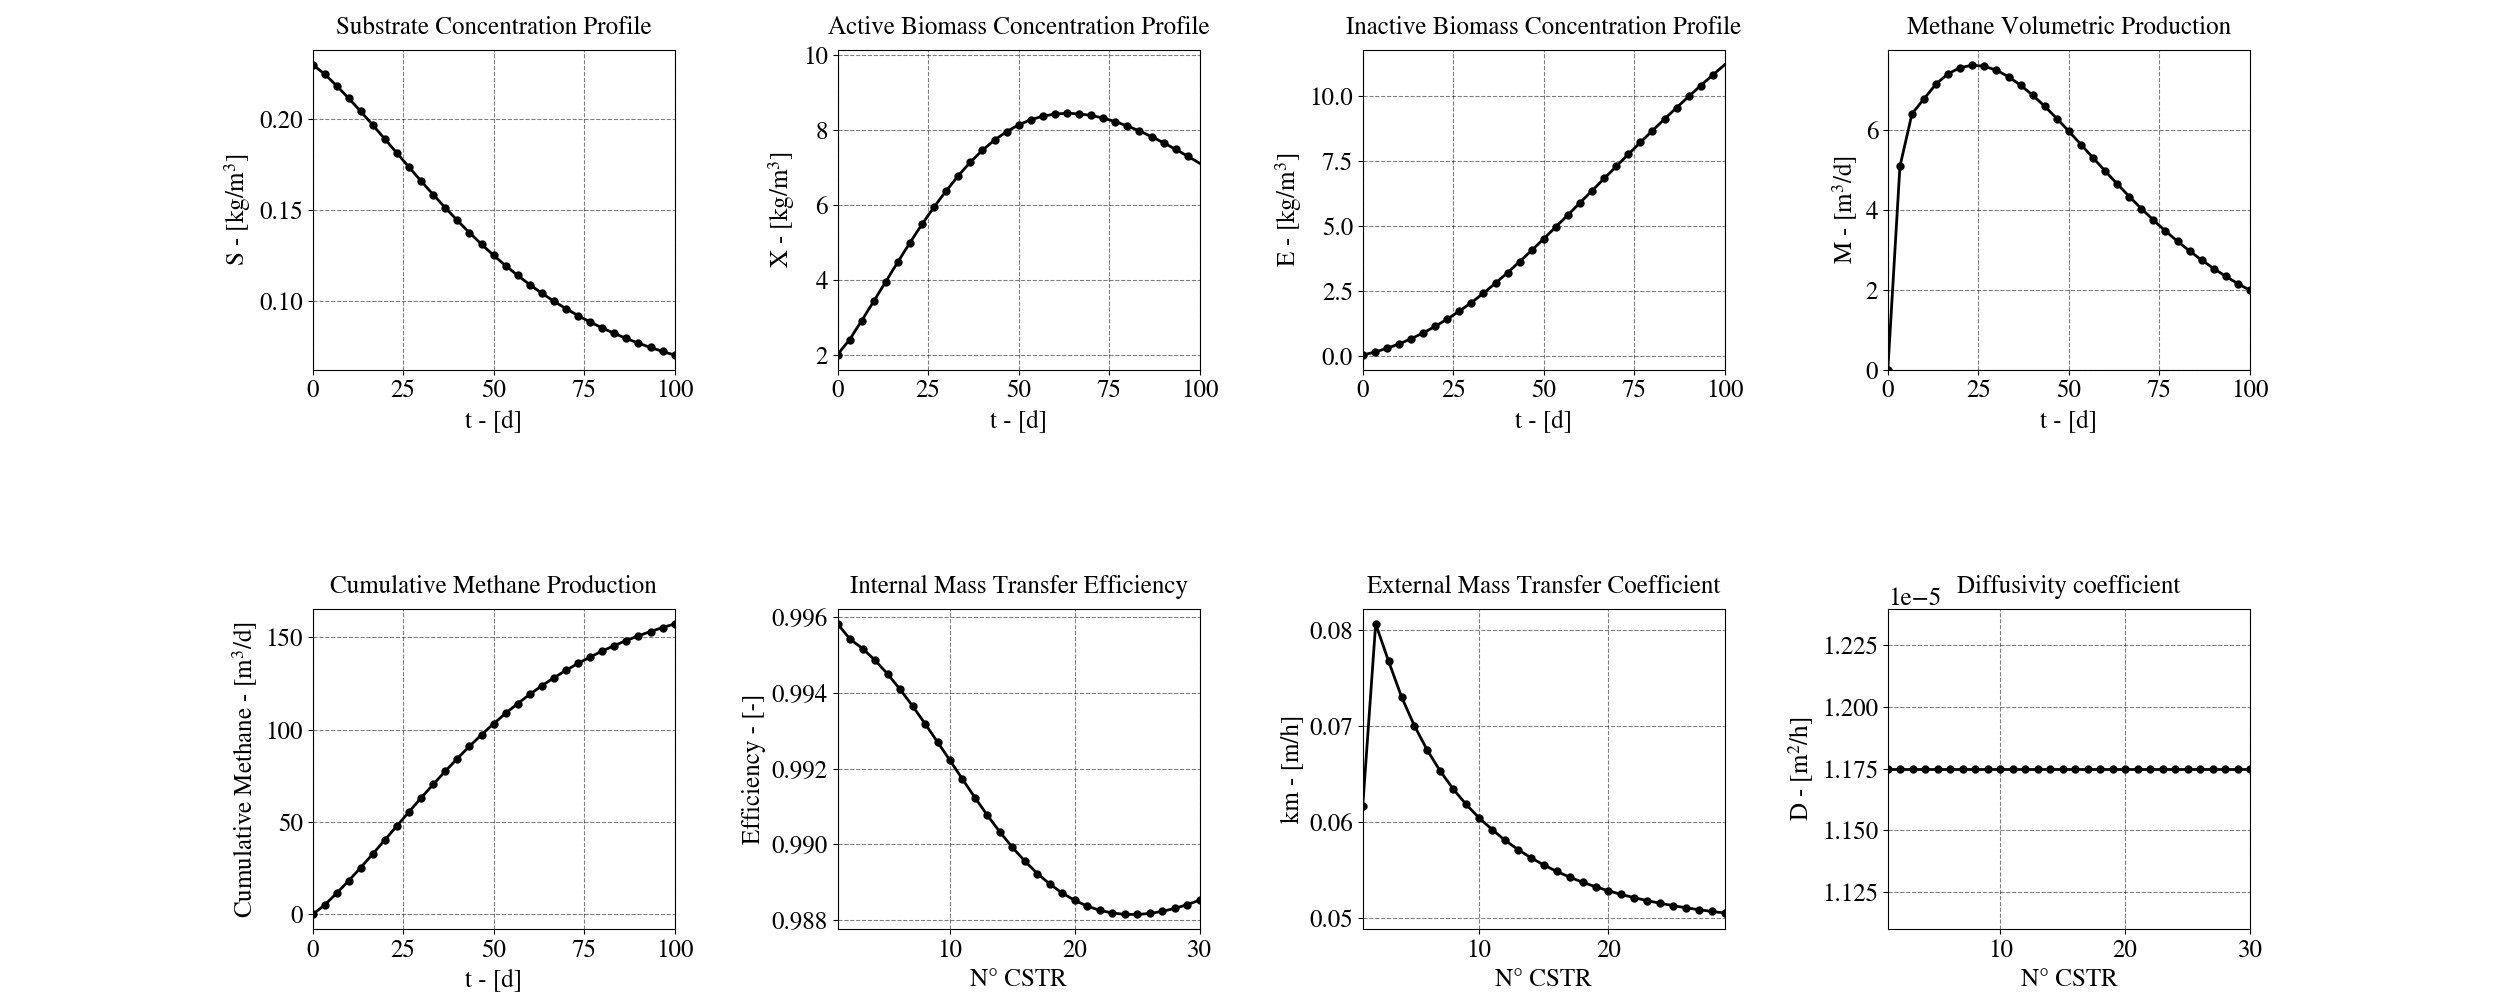 Substrate Concentration Profile
S - [kg/m³]
0.20
0.15
0.10
0 25 50 75 100
t - [d]
Active Biomass Concentration Profile
X - [kg/m³]
10
8
6
4
2
0 25 50 75 100
t - [d]
Inactive Biomass Concentration Profile
E - [kg/m³]
10.0
7.5
5.0
2.5
0.0
0 25 50 75 100
t - [d]
Methane Volumetric Production
M - [m³/d]
6
4
2
0
0 25 50 75 100
t - [d]
Cumulative Methane Production
Cumulative Methane - [m³/d]
150
100
50
0
0 25 50 75 100
t - [d]
Internal Mass Transfer Efficiency
Efficiency - [-]
0.996
0.994
0.992
0.990
0.988
10 20 30
N° CSTR
External Mass Transfer Coefficient
km - [m/h]
0.08
0.07
0.06
0.05
10 20
N° CSTR
Diffusivity coefficient
1e−5
D - [m²/h]
1.225
1.200
1.175
1.150
1.125
10 20 30
N° CSTR